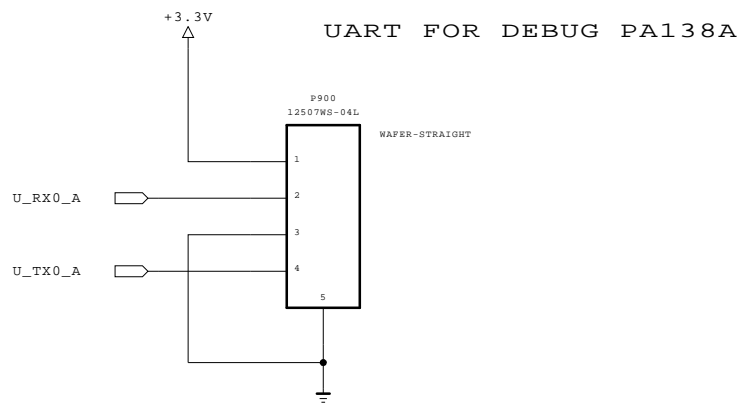 +3.3V
UART FOR DEBUG PA138A
P900
12507WS-04L
WAFER-STRAIGHT
1
U_RX0_A
2
3
U_TX0_A
4
5